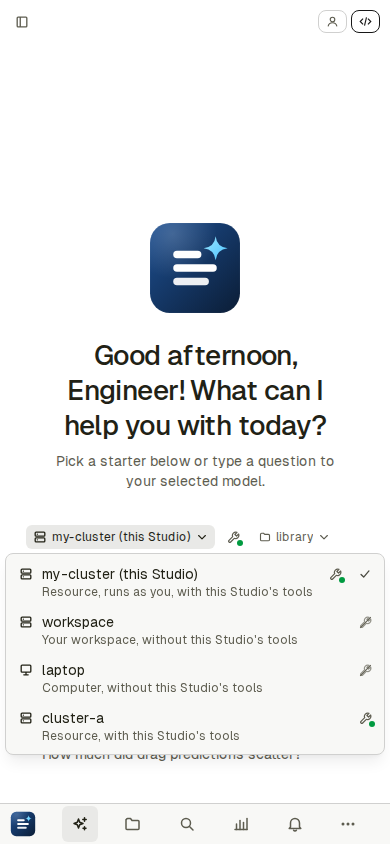 Good afternoon,
Engineer! What can I
help you with today?
Pick a starter below or type a question to
your selected model.
my-cluster (this Studio)
library
my-cluster (this Studio)
Resource, runs as you, with this Studio's tools
workspace
Your workspace, without this Studio's tools
laptop
Computer, without this Studio's tools
cluster-a
Resource, with this Studio's tools
How much did drag predictions scatter?